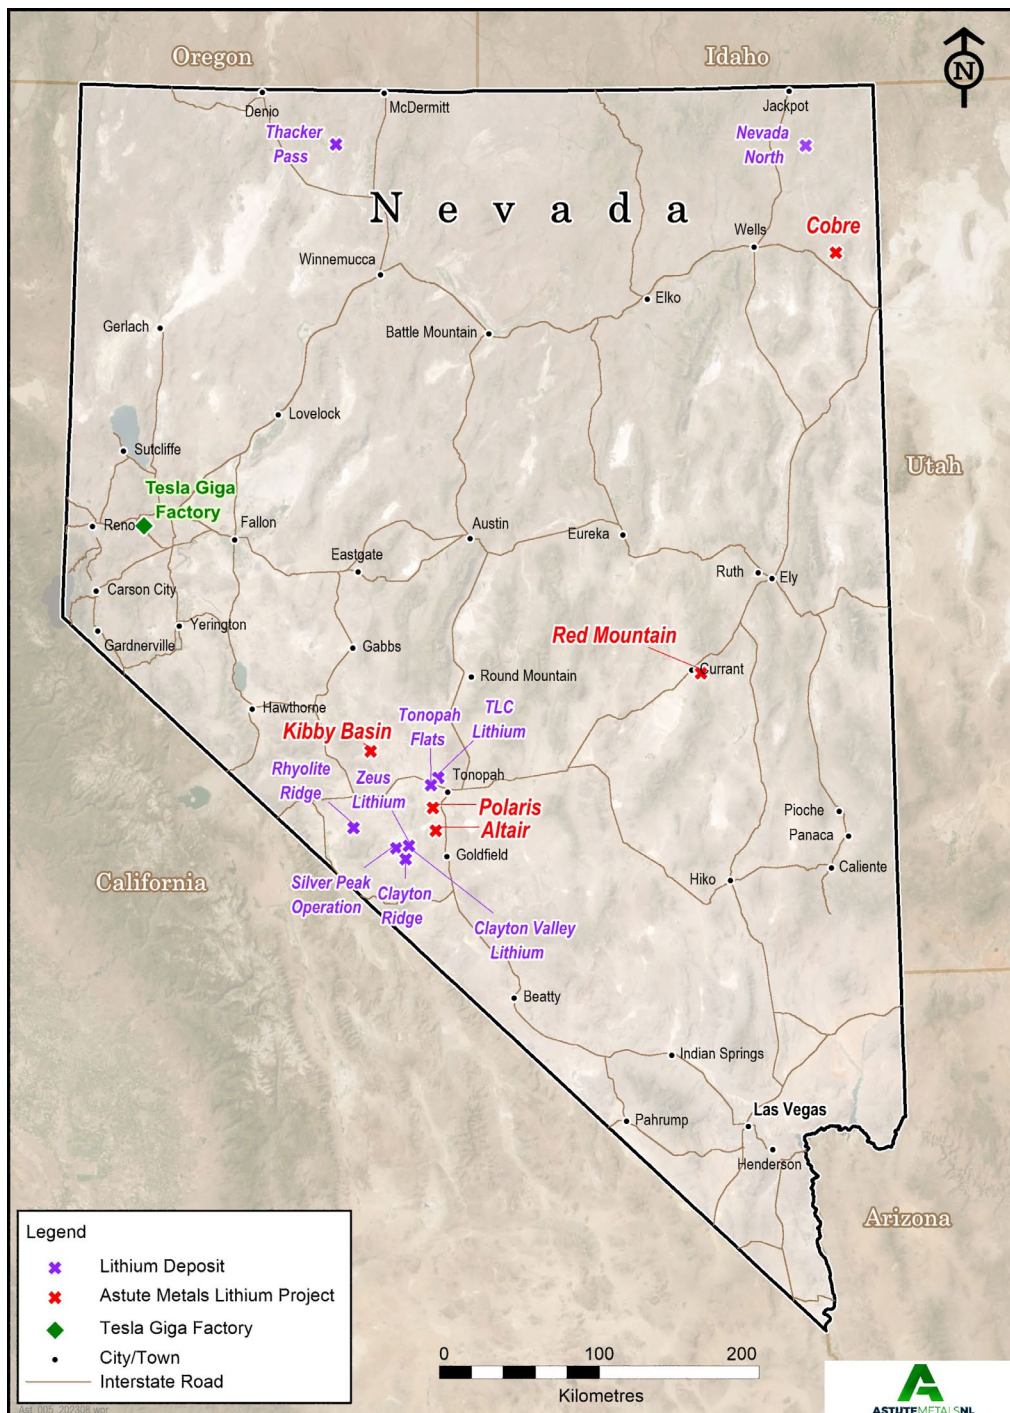 Oregon
Idaho
N
Denio
McDermitt
Jackpot
Thacker
Pass
Nevada
North
Nevada
Cobre
Wells
Winnemucca
Elko
Gerlach
Battle Mountain
Lovelock
Sutcliffe
Utah
Tesla Giga
Factory
Reno
Fallon
Austin
Eureka
Eastgate
Ruth
Ely
Carson City
Yerington
Gardnerville
Gabbs
Red Mountain
Currant
Round Mountain
Hawthorne
Kibby Basin
Tonopah
Flats
TLC
Lithium
Rhyolite
Ridge
Zeus
Lithium
Tonopah
Polaris
Altair
Pioche
Panaca
Goldfield
Caliente
Hiko
California
Silver Peak
Operation
Clayton
Ridge
Clayton Valley
Lithium
Beatty
Indian Springs
Las Vegas
Pahrump
Henderson
Arizona
Legend
Lithium Deposit
Astute Metals Lithium Project
Tesla Giga Factory
City/Town
Interstate Road
0 100 200
Kilometres
Ast_005_202308.wor
ASTUTEMETALSNL